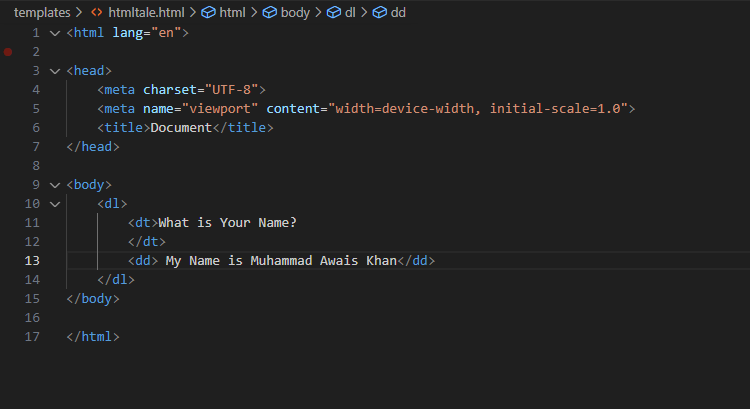 templates > htmltale.html > html > body > dl > dd
1 <html lang="en">
2
3 <head>
4     <meta charset="UTF-8">
5     <meta name="viewport" content="width=device-width, initial-scale=1.0">
6     <title>Document</title>
7 </head>
8
9 <body>
10     <dl>
11         <dt>What is Your Name?
12         </dt>
13         <dd> My Name is Muhammad Awais Khan</dd>
14     </dl>
15 </body>
16
17 </html>